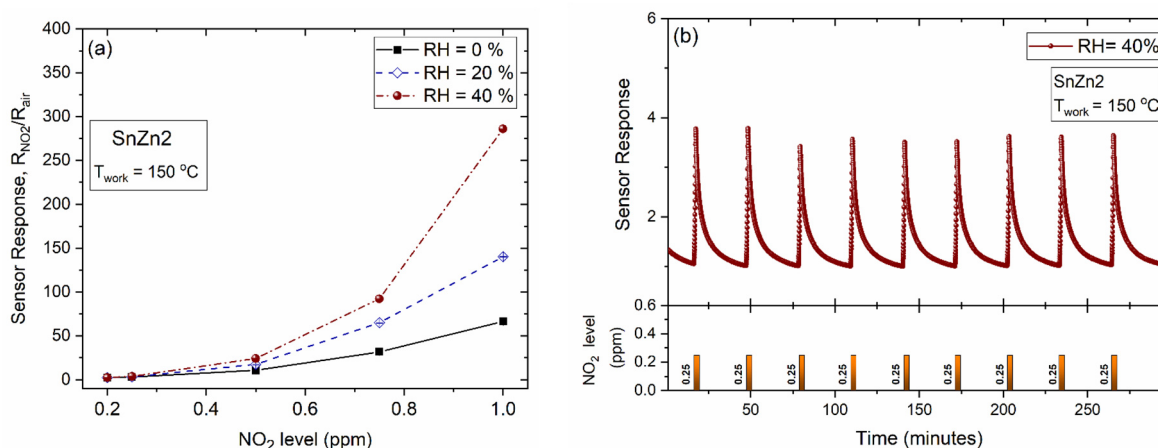 (a)
RH = 0 %
RH = 20 %
RH = 40 %
SnZn2
T_work = 150 °C
Sensor Response, R_NO2/R_air
400
350
300
250
200
150
100
50
0
0.2
0.4
0.6
0.8
1.0
NO₂ level (ppm)
(b)
RH= 40%
SnZn2
T_work = 150 °C
Sensor Response
6
4
2
0.6
0.4
0.2
0.0
NO₂ level
(ppm)
0.25
0.25
0.25
0.25
0.25
0.25
0.25
0.25
0.25
50
100
150
200
250
Time (minutes)